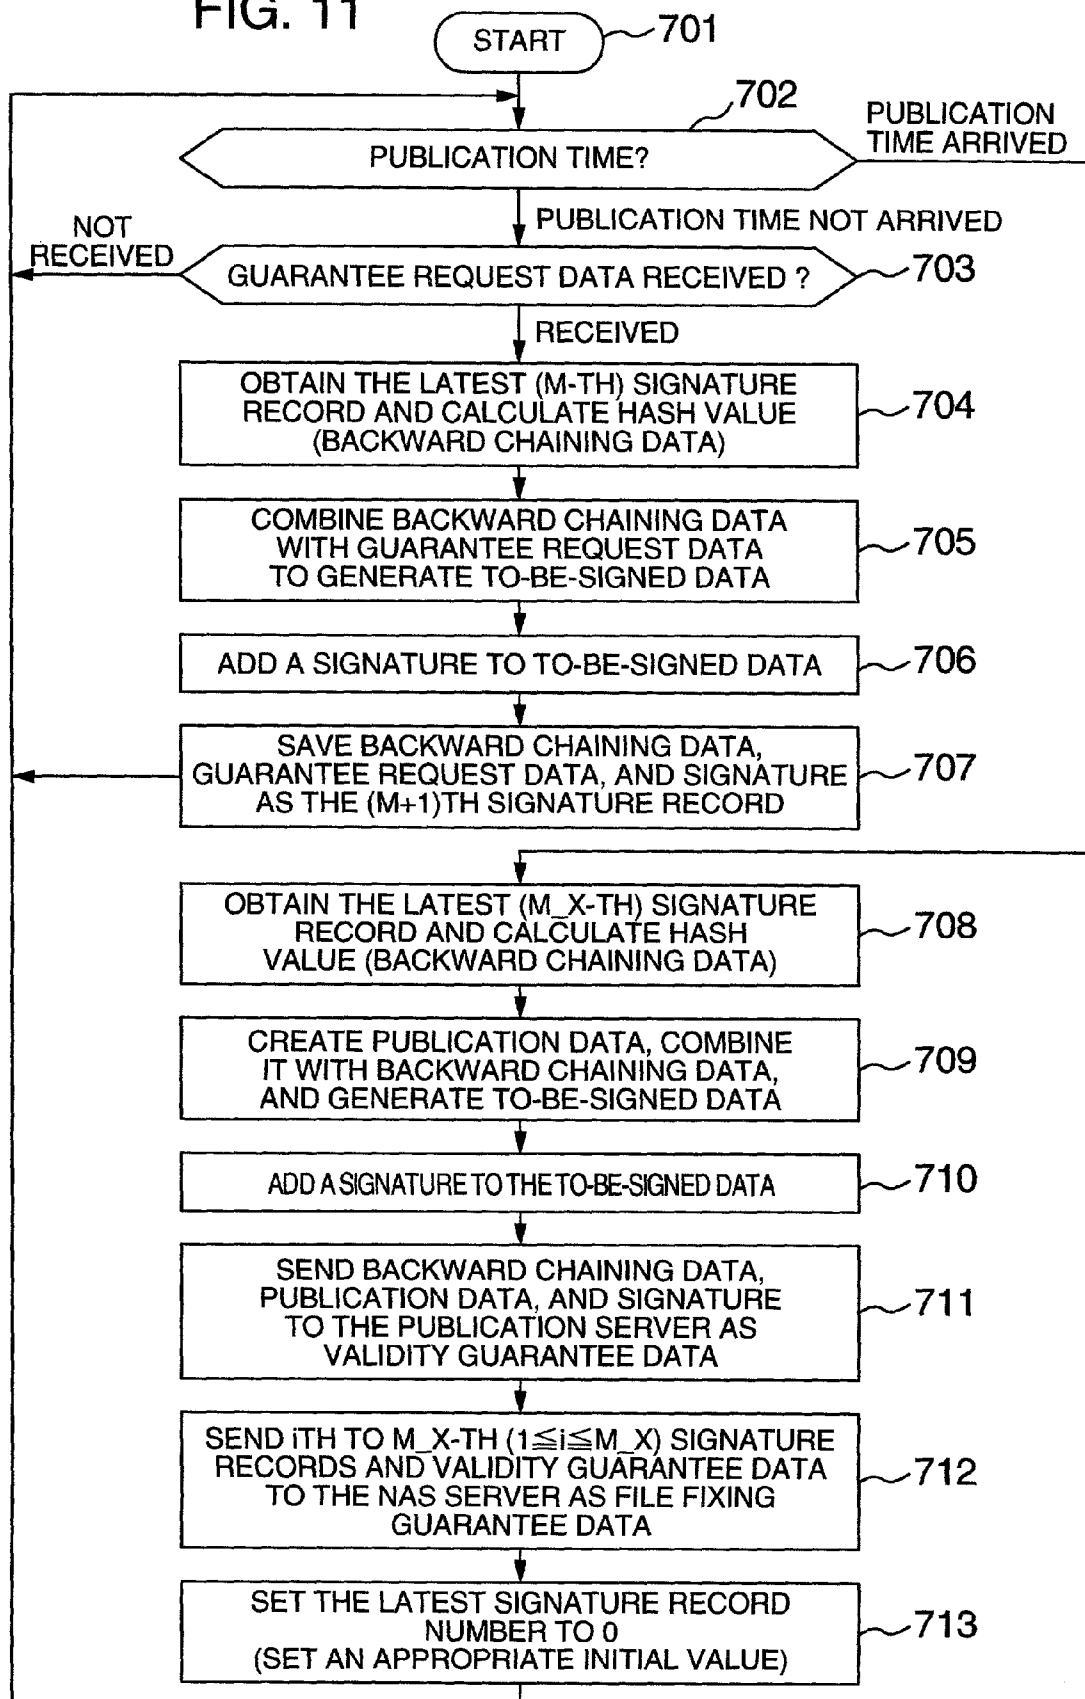 FIG. 11
START
701
702
PUBLICATION
TIME ARRIVED
PUBLICATION TIME?
NOT
RECEIVED
PUBLICATION TIME NOT ARRIVED
GUARANTEE REQUEST DATA RECEIVED ?
703
RECEIVED
OBTAIN THE LATEST (M-TH) SIGNATURE
RECORD AND CALCULATE HASH VALUE
(BACKWARD CHAINING DATA)
704
COMBINE BACKWARD CHAINING DATA
WITH GUARANTEE REQUEST DATA
TO GENERATE TO-BE-SIGNED DATA
705
ADD A SIGNATURE TO TO-BE-SIGNED DATA
706
SAVE BACKWARD CHAINING DATA,
GUARANTEE REQUEST DATA, AND SIGNATURE
AS THE (M+1)TH SIGNATURE RECORD
707
OBTAIN THE LATEST (M_X-TH) SIGNATURE
RECORD AND CALCULATE HASH
VALUE (BACKWARD CHAINING DATA)
708
CREATE PUBLICATION DATA, COMBINE
IT WITH BACKWARD CHAINING DATA,
AND GENERATE TO-BE-SIGNED DATA
709
ADD A SIGNATURE TO THE TO-BE-SIGNED DATA
710
SEND BACKWARD CHAINING DATA,
PUBLICATION DATA, AND SIGNATURE
TO THE PUBLICATION SERVER AS
VALIDITY GUARANTEE DATA
711
SEND iTH TO M_X-TH (1≦i≦M_X) SIGNATURE
RECORDS AND VALIDITY GUARANTEE DATA
TO THE NAS SERVER AS FILE FIXING
GUARANTEE DATA
712
SET THE LATEST SIGNATURE RECORD
NUMBER TO 0
(SET AN APPROPRIATE INITIAL VALUE)
713